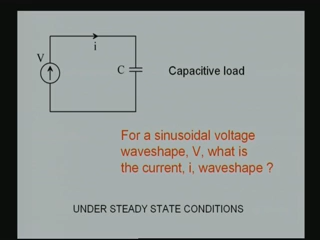 V
i
C
Capacitive load
For a sinusoidal voltage
waveshape, V, what is
the current, i, waveshape ?
UNDER STEADY STATE CONDITIONS